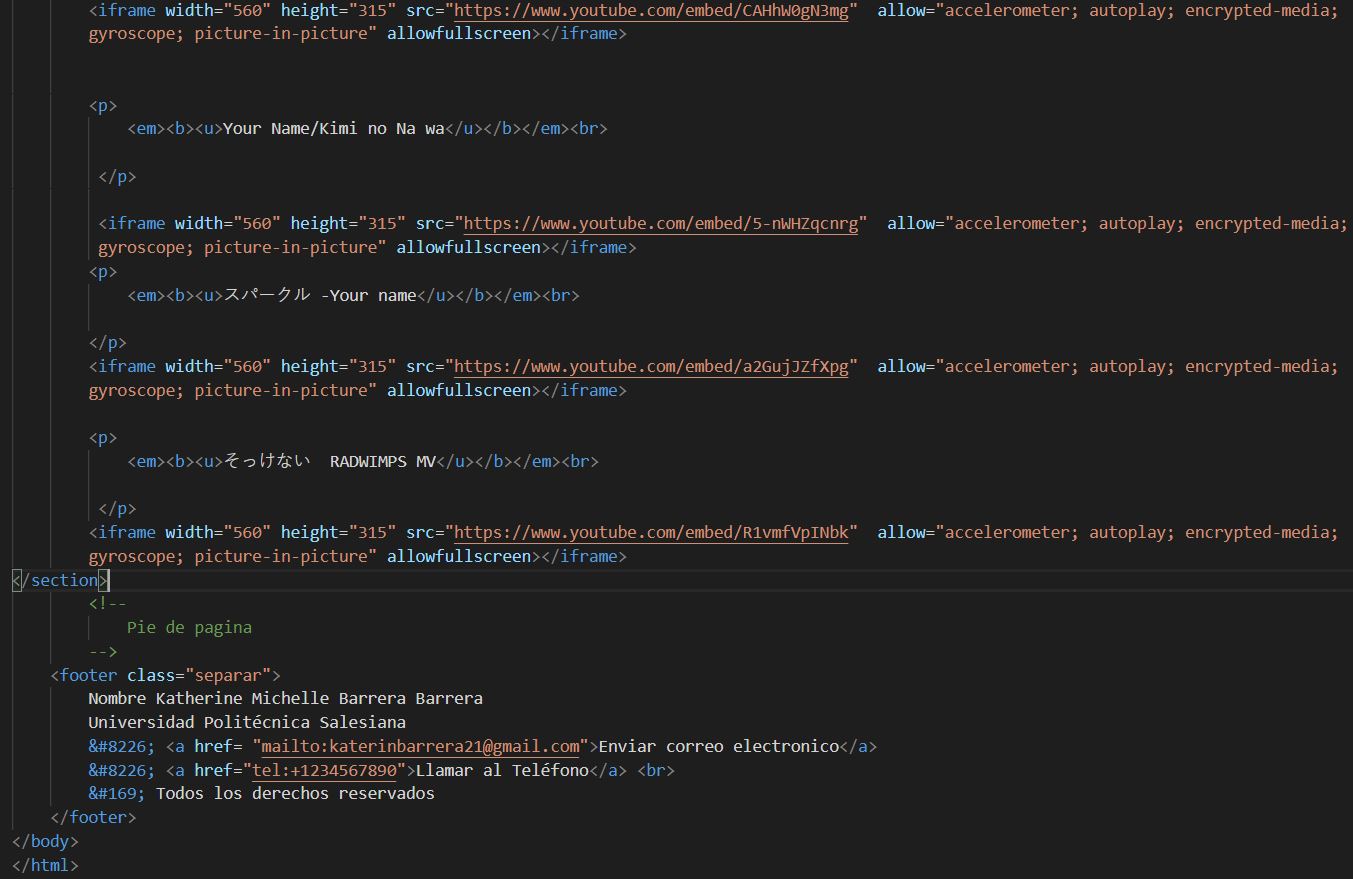 <iframe width="560" height="315" src="https://www.youtube.com/embed/CAHhW0gN3mg"  allow="accelerometer; autoplay; encrypted-media;
gyroscope; picture-in-picture" allowfullscreen></iframe>
<p>
<em><b><u>Your Name/Kimi no Na wa</u></b></em><br>
</p>
<iframe width="560" height="315" src="https://www.youtube.com/embed/5-nWHZqcnrg"  allow="accelerometer; autoplay; encrypted-media;
gyroscope; picture-in-picture" allowfullscreen></iframe>
<p>
<em><b><u>スパークル -Your name</u></b></em><br>
</p>
<iframe width="560" height="315" src="https://www.youtube.com/embed/a2GujJZfXpg"  allow="accelerometer; autoplay; encrypted-media;
gyroscope; picture-in-picture" allowfullscreen></iframe>
<p>
<em><b><u>そっけない  RADWIMPS MV</u></b></em><br>
</p>
<iframe width="560" height="315" src="https://www.youtube.com/embed/R1vmfVpINbk"  allow="accelerometer; autoplay; encrypted-media;
gyroscope; picture-in-picture" allowfullscreen></iframe>
</section>
<!--
Pie de pagina
-->
<footer class="separar">
Nombre Katherine Michelle Barrera Barrera
Universidad Politécnica Salesiana
&#8226; <a href= "mailto:katerinbarrera21@gmail.com">Enviar correo electronico</a>
&#8226; <a href="tel:+1234567890">Llamar al Teléfono</a> <br>
&#169; Todos los derechos reservados
</footer>
</body>
</html>